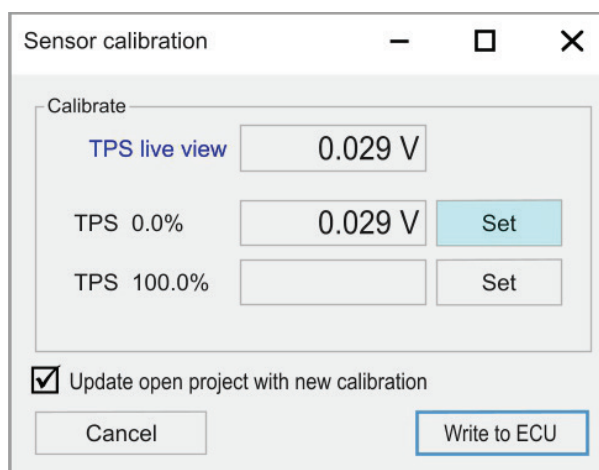 Sensor calibration
Calibrate
TPS live view 0.029 V
TPS 0.0% 0.029 V Set
TPS 100.0% Set
Update open project with new calibration
Cancel Write to ECU